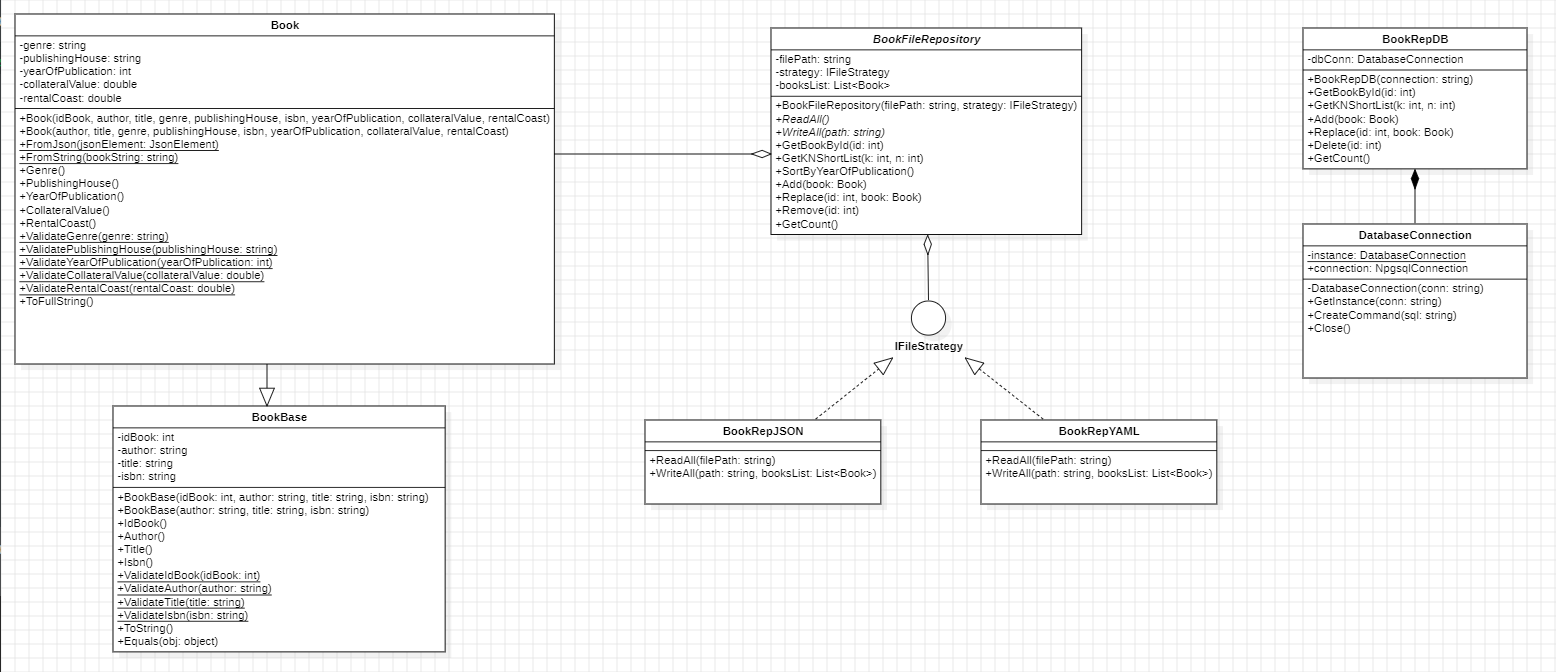 Book
-genre: string
-publishingHouse: string
-yearOfPublication: int
-collateralValue: double
-rentalCoast: double
+Book(idBook, author, title, genre, publishingHouse, isbn, yearOfPublication, collateralValue, rentalCoast)
+Book(author, title, genre, publishingHouse, isbn, yearOfPublication, collateralValue, rentalCoast)
+FromJson(jsonElement: JsonElement)
+FromString(bookString: string)
+Genre()
+PublishingHouse()
+YearOfPublication()
+CollateralValue()
+RentalCoast()
+ValidateGenre(genre: string)
+ValidatePublishingHouse(publishingHouse: string)
+ValidateYearOfPublication(yearOfPublication: int)
+ValidateCollateralValue(collateralValue: double)
+ValidateRentalCoast(rentalCoast: double)
+ToFullString()
BookBase
-idBook: int
-author: string
-title: string
-isbn: string
+BookBase(idBook: int, author: string, title: string, isbn: string)
+BookBase(author: string, title: string, isbn: string)
+IdBook()
+Author()
+Title()
+Isbn()
+ValidateIdBook(idBook: int)
+ValidateAuthor(author: string)
+ValidateTitle(title: string)
+ValidateIsbn(isbn: string)
+ToString()
+Equals(obj: object)
BookFileRepository
-filePath: string
-strategy: IFileStrategy
-booksList: List<Book>
+BookFileRepository(filePath: string, strategy: IFileStrategy)
+ReadAll()
+WriteAll(path: string)
+GetBookById(id: int)
+GetKNShortList(k: int, n: int)
+SortByYearOfPublication()
+Add(book: Book)
+Replace(id: int, book: Book)
+Remove(id: int)
+GetCount()
IFileStrategy
BookRepJSON
+ReadAll(filePath: string)
+WriteAll(path: string, booksList: List<Book>)
BookRepYAML
+ReadAll(filePath: string)
+WriteAll(path: string, booksList: List<Book>)
BookRepDB
-dbConn: DatabaseConnection
+BookRepDB(connection: string)
+GetBookById(id: int)
+GetKNShortList(k: int, n: int)
+Add(book: Book)
+Replace(id: int, book: Book)
+Delete(id: int)
+GetCount()
DatabaseConnection
-instance: DatabaseConnection
+connection: NpgsqlConnection
-DatabaseConnection(conn: string)
+GetInstance(conn: string)
+CreateCommand(sql: string)
+Close()